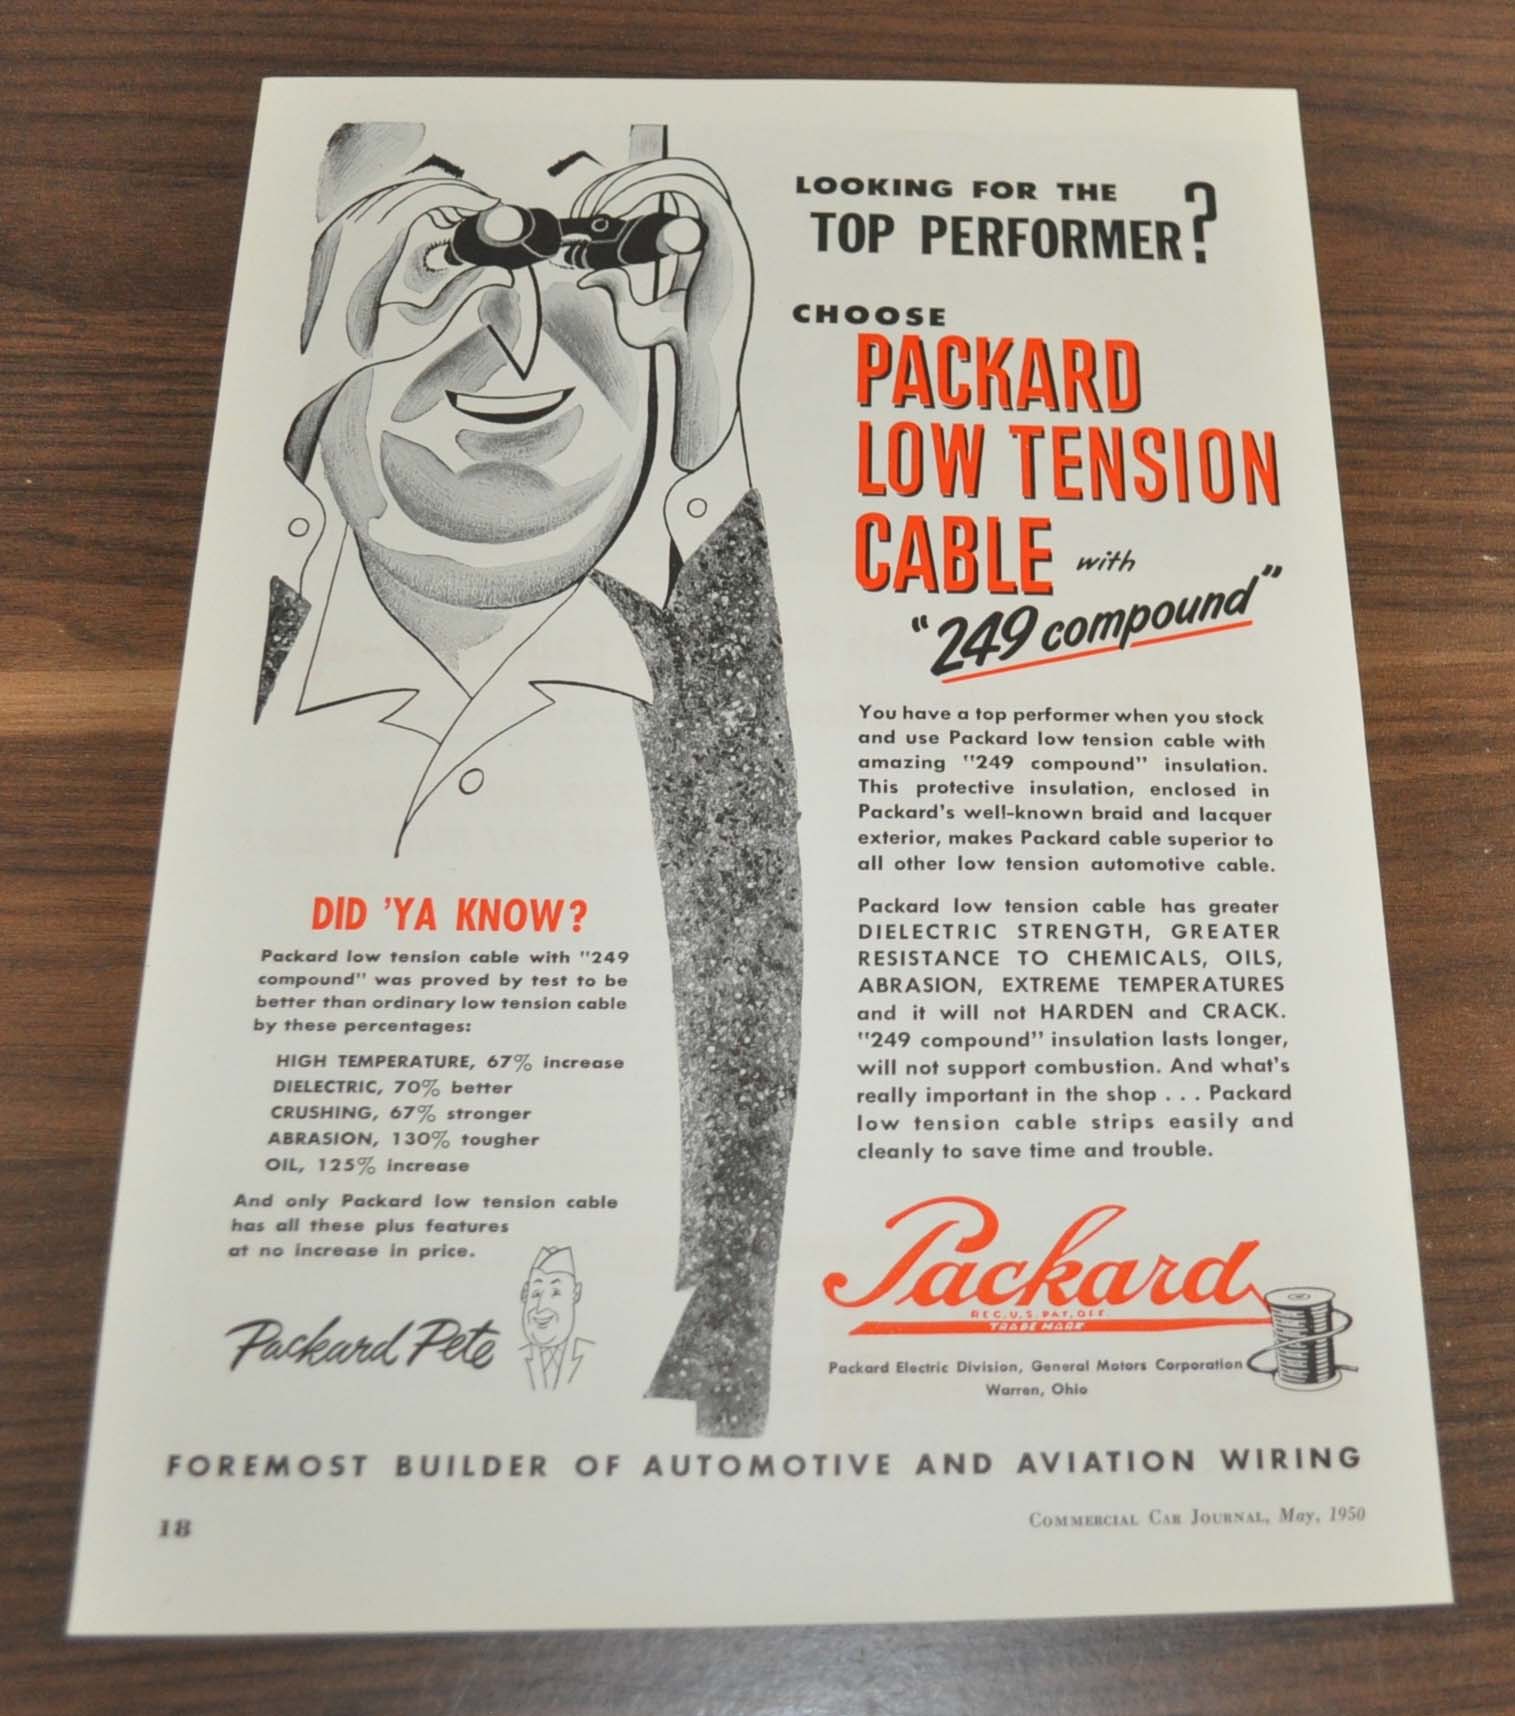 LOOKING FOR THE
TOP PERFORMER?
CHOOSE
PACKARD
LOW TENSION
CABLE with
"249 compound"
You have a top performer when you stock
and use Packard low tension cable with
amazing "249 compound" insulation.
This protective insulation, enclosed in
Packard's well-known braid and lacquer
exterior, makes Packard cable superior to
all other low tension automotive cable.
Packard low tension cable has greater
DIELECTRIC STRENGTH, GREATER
RESISTANCE TO CHEMICALS, OILS,
ABRASION, EXTREME TEMPERATURES
and it will not HARDEN and CRACK.
"249 compound" insulation lasts longer,
will not support combustion. And what's
really important in the shop . . . Packard
low tension cable strips easily and
cleanly to save time and trouble.
DID 'YA KNOW?
Packard low tension cable with "249
compound" was proved by test to be
better than ordinary low tension cable
by these percentages:
HIGH TEMPERATURE, 67% increase
DIELECTRIC, 70% better
CRUSHING, 67% stronger
ABRASION, 130% tougher
OIL, 125% increase
And only Packard low tension cable
has all these plus features
at no increase in price.
Packard Pete
Packard
REG. U.S. PAT. OFF.
TRADE MARK
Packard Electric Division, General Motors Corporation
Warren, Ohio
FOREMOST BUILDER OF AUTOMOTIVE AND AVIATION WIRING
18
COMMERCIAL CAR JOURNAL, May, 1950